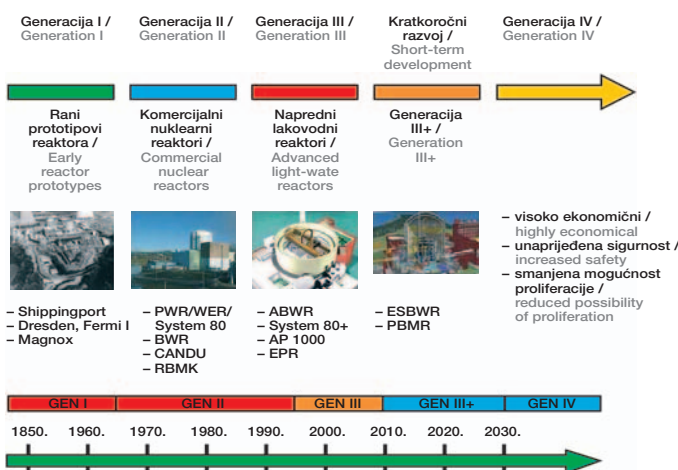 Generacija I /
Generation I
Generacija II /
Generation II
Generacija III /
Generation III
Kratkoročni
razvoj /
Short-term
development
Generacija IV /
Generation IV
Rani
prototipovi
reaktora /
Early
reactor
prototypes
Komercijalni
nuklearni
reaktori /
Commercial
nuclear
reactors
Napredni
lakovodni
reaktori /
Advanced
light-wate
reactors
Generacija
III+ /
Generation
III+
– visoko ekonomični /
highly economical
– unaprijeđena sigurnost /
increased safety
– smanjena mogućnost
proliferacije /
reduced possibility
of proliferation
– Shippingport
– Dresden, Fermi I
– Magnox
– PWR/WER/
System 80
– BWR
– CANDU
– RBMK
– ABWR
– System 80+
– AP 1000
– EPR
– ESBWR
– PBMR
GEN I GEN II GEN III GEN III+ GEN IV
1850. 1960. 1970. 1980. 1990. 2000. 2010. 2020. 2030.